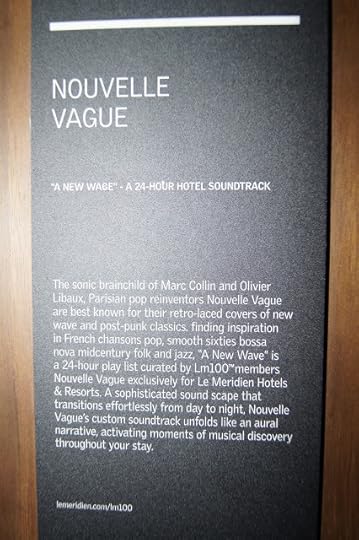 NOUVELLE
VAGUE
"A NEW WAGE" - A 24-HOUR HOTEL SOUNDTRACK
The sonic brainchild of Marc Collin and Olivier
Libaux, Parisian pop reinventors Nouvelle Vague
are best known for their retro-laced covers of new
wave and post-punk classics. finding inspiration
in French chansons pop, smooth sixties bossa
nova midcentury folk and jazz, "A New Wave" is
a 24-hour play list curated by Lm100™members
Nouvelle Vague exclusively for Le Meridien Hotels
& Resorts. A sophisticated sound scape that
transitions effortlessly from day to night, Nouvelle
Vague's custom soundtrack unfolds like an aural
narrative, activating moments of musical discovery
throughout your stay.
lemeridien.com/lm100